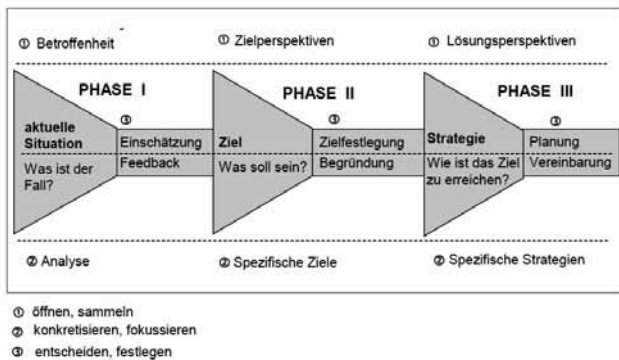 ① Betroffenheit
① Zielperspektiven
① Lösungsperspektiven
PHASE I
PHASE II
PHASE III
③
③
③
aktuelle
Situation
Was ist der
Fall?
Einschätzung
Feedback
Ziel
Was soll sein?
Zielfestlegung
Begründung
Strategie
Wie ist das Ziel
zu erreichen?
Planung
Vereinbarung
② Analyse
② Spezifische Ziele
② Spezifische Strategien
① öffnen, sammeln
② konkretisieren, fokussieren
③ entscheiden, festlegen